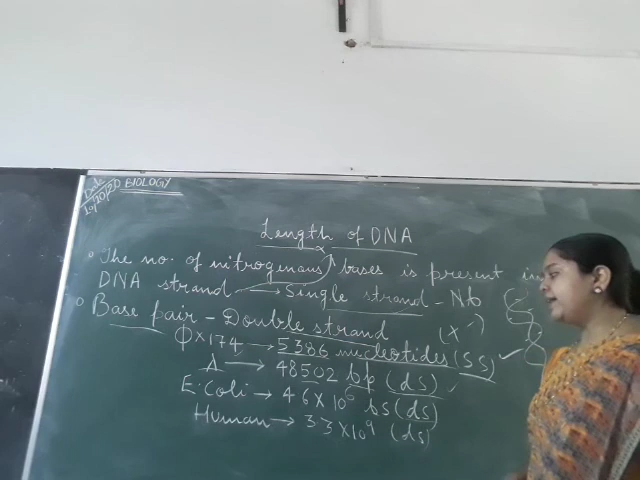 BIOLOGY
Length of DNA
The no. of nitrogenous bases is present in
DNA strand → Single strand - Nb
Base pair - Double strand
φ×174 → 5386 nucleotides (SS) ✓
→ 48502 bp (ds)
E.Coli → 4.6×10⁶ bs (ds)
Human → 3.3×10⁹ (ds)